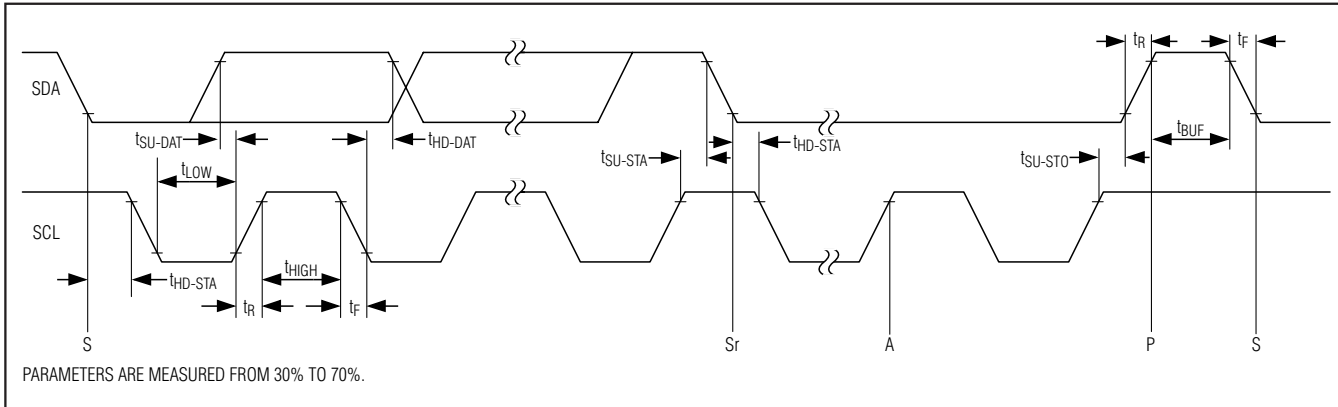 tR
tF
SDA
tBUF
tSU-DAT
tHD-DAT
tHD-STA
tSU-STA
tSU-STO
tLOW
SCL
tHIGH
tHD-STA
tR
tF
S
Sr
A
P
S
PARAMETERS ARE MEASURED FROM 30% TO 70%.